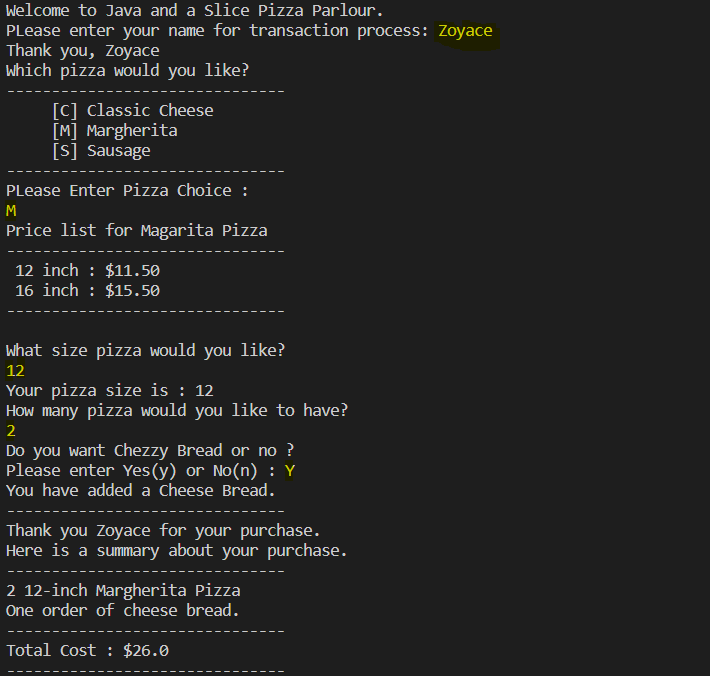 Welcome to Java and a Slice Pizza Parlour.
PLease enter your name for transaction process: Zoyace
Thank you, Zoyace
Which pizza would you like?
-------------------------------
     [C] Classic Cheese
     [M] Margherita
     [S] Sausage
-------------------------------
PLease Enter Pizza Choice :
M
Price list for Magarita Pizza
-------------------------------
 12 inch : $11.50
 16 inch : $15.50
-------------------------------
What size pizza would you like?
12
Your pizza size is : 12
How many pizza would you like to have?
2
Do you want Chezzy Bread or no ?
Please enter Yes(y) or No(n) : Y
You have added a Cheese Bread.
-------------------------------
Thank you Zoyace for your purchase.
Here is a summary about your purchase.
-------------------------------
2 12-inch Margherita Pizza
One order of cheese bread.
-------------------------------
Total Cost : $26.0
-------------------------------